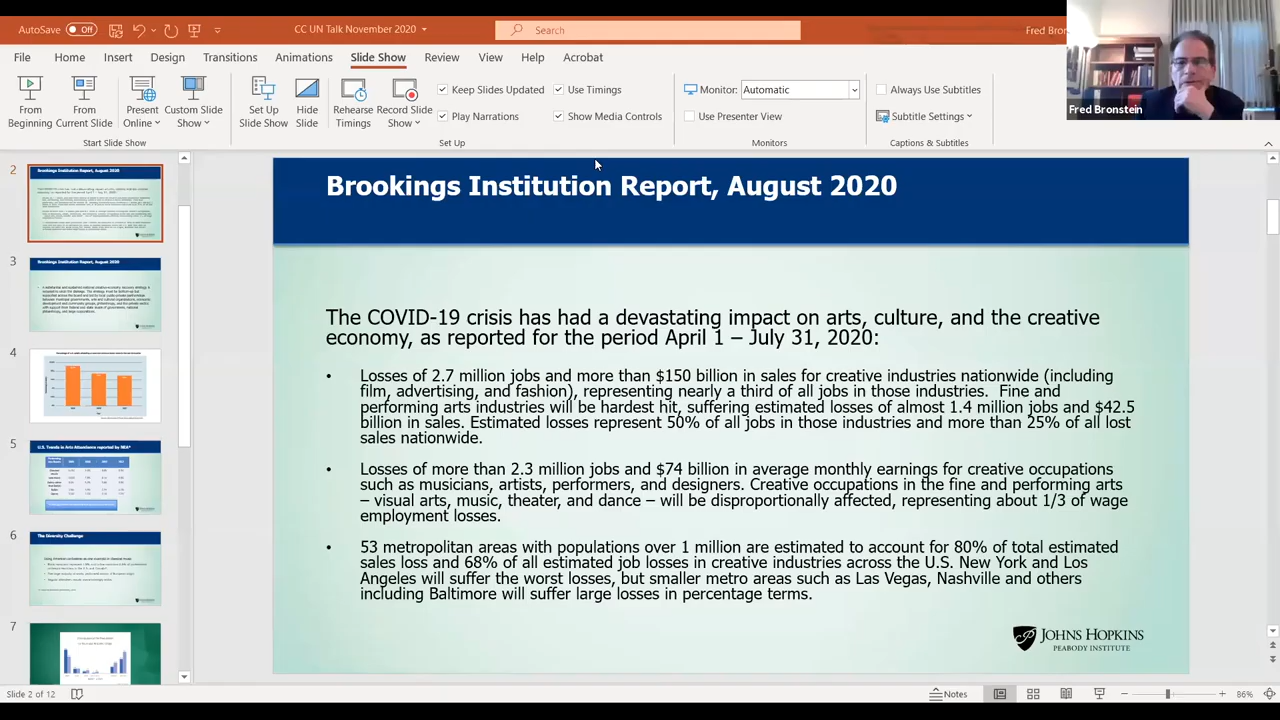 AutoSave Off CC UN Talk November 2020 Search Fred Bron
File Home Insert Design Transitions Animations Slide Show Review View Help Acrobat
Fred Bronstein
From Beginning
From Current Slide
Present Online
Custom Slide Show
Start Slide Show
Set Up Slide Show
Hide Slide
Rehearse Timings
Record Slide Show
Keep Slides Updated
Play Narrations
Use Timings
Show Media Controls
Set Up
Monitor: Automatic
Use Presenter View
Monitors
Always Use Subtitles
Subtitle Settings
Captions & Subtitles
2
Brookings Institution Report, August 2020
3
Brookings Institution Report, August 2020
4
5
U.S. Trends in Arts Attendance reported by NEA*
6
The Diversity Challenge
7
Brookings Institution Report, August 2020
The COVID-19 crisis has had a devastating impact on arts, culture, and the creative
economy, as reported for the period April 1 – July 31, 2020:
• Losses of 2.7 million jobs and more than $150 billion in sales for creative industries nationwide (including
film, advertising, and fashion), representing nearly a third of all jobs in those industries. Fine and
performing arts industries will be hardest hit, suffering estimated losses of almost 1.4 million jobs and $42.5
billion in sales. Estimated losses represent 50% of all jobs in those industries and more than 25% of all lost
sales nationwide.
• Losses of more than 2.3 million jobs and $74 billion in average monthly earnings for creative occupations
such as musicians, artists, performers, and designers. Creative occupations in the fine and performing arts
– visual arts, music, theater, and dance – will be disproportionally affected, representing about 1/3 of wage
employment losses.
• 53 metropolitan areas with populations over 1 million are estimated to account for 80% of total estimated
sales loss and 68% of all estimated job losses in creative industries across the U.S. New York and Los
Angeles will suffer the worst losses, but smaller metro areas such as Las Vegas, Nashville and others
including Baltimore will suffer large losses in percentage terms.
JOHNS HOPKINS
PEABODY INSTITUTE
Slide 2 of 12 Notes 86%